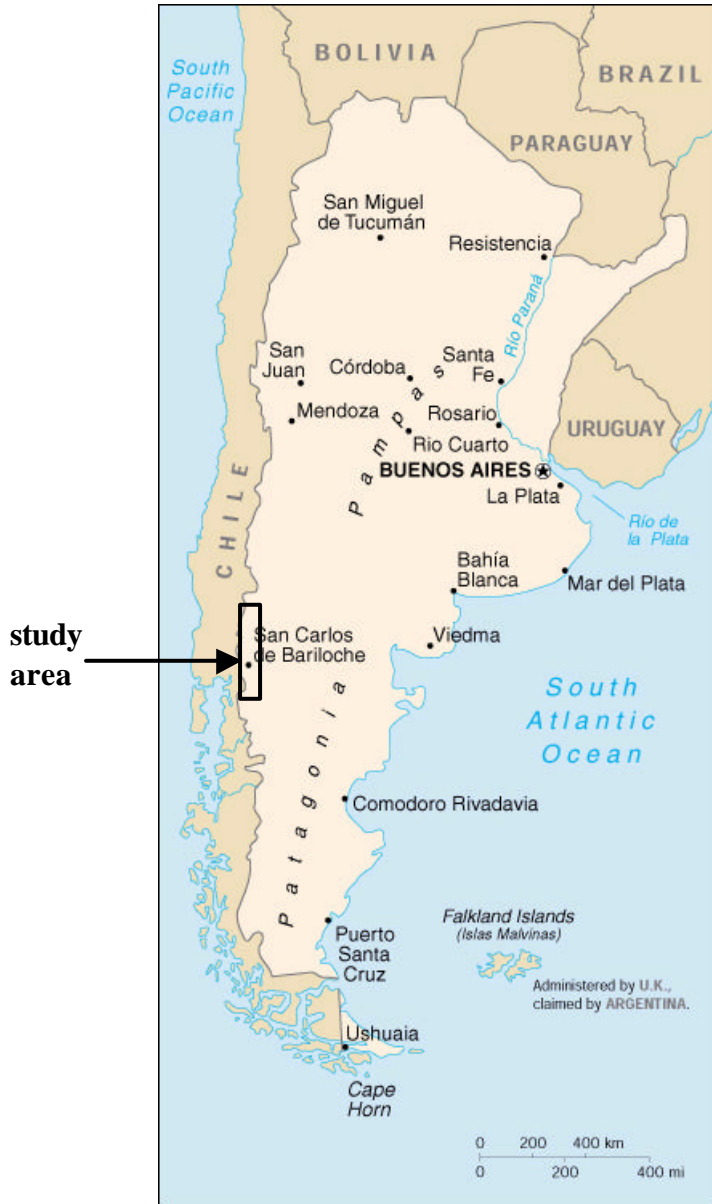 BOLIVIA
South
Pacific
Ocean
BRAZIL
PARAGUAY
San Miguel
de Tucumán
Resistencia
Río Paraná
San
Juan
Córdoba
Santa
Fe
Mendoza
Pampas
Rosario
Rio Cuarto
URUGUAY
BUENOS AIRES
La Plata
Río de
la Plata
CHILE
Bahía
Blanca
Mar del Plata
study
area
San Carlos
de Bariloche
Viedma
South
Atlantic
Ocean
Patagonia
Comodoro Rivadavia
Falkland Islands
(Islas Malvinas)
Puerto
Santa
Cruz
Administered by U.K.,
claimed by ARGENTINA.
Ushuaia
Cape
Horn
0 200 400 km
0 200 400 mi